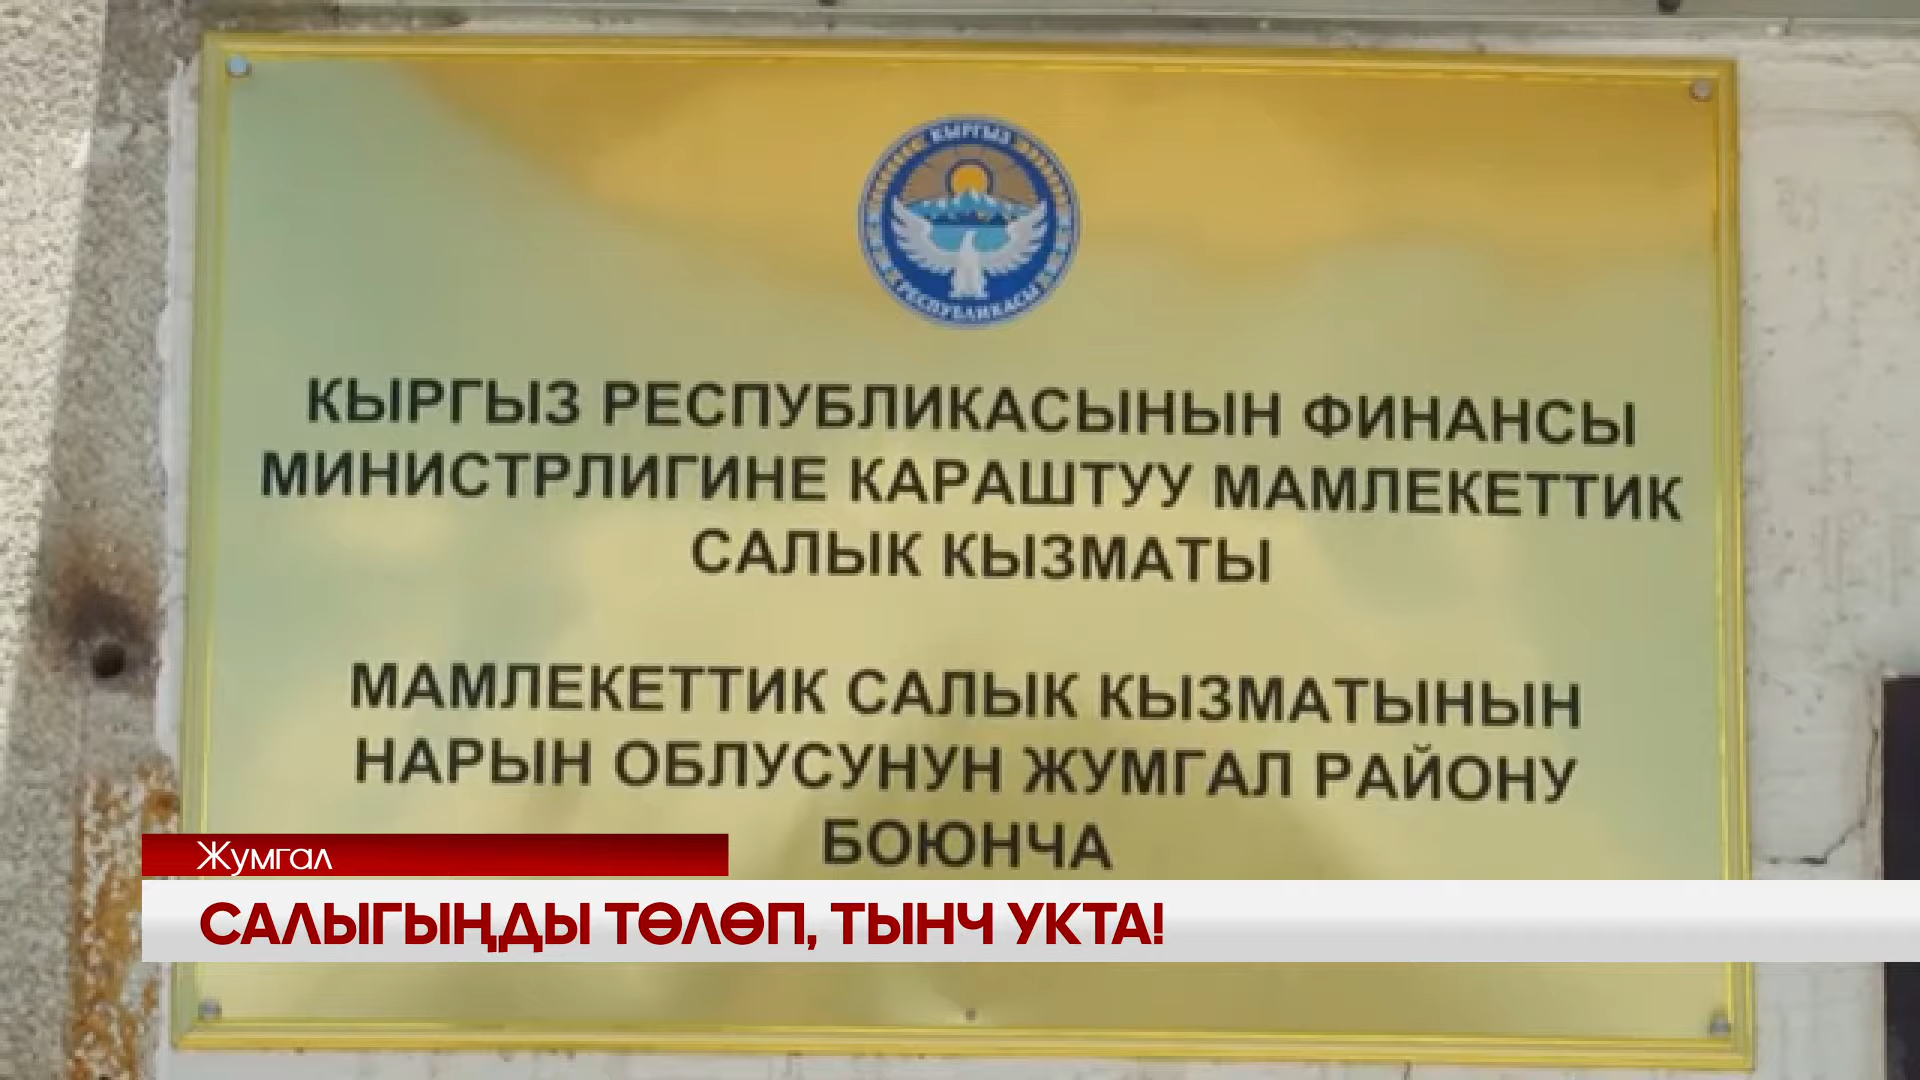 КЫРГЫЗ
РЕСПУБЛИКАСЫ
КЫРГЫЗ РЕСПУБЛИКАСЫНЫН ФИНАНСЫ
МИНИСТРЛИГИНЕ КАРАШТУУ МАМЛЕКЕТТИК
САЛЫК КЫЗМАТЫ
МАМЛЕКЕТТИК САЛЫК КЫЗМАТЫНЫН
НАРЫН ОБЛУСУНУН ЖУМГАЛ РАЙОНУ
БОЮНЧА
Жумгал
САЛЫГЫҢДЫ ТӨЛӨП, ТЫНЧ УКТА!